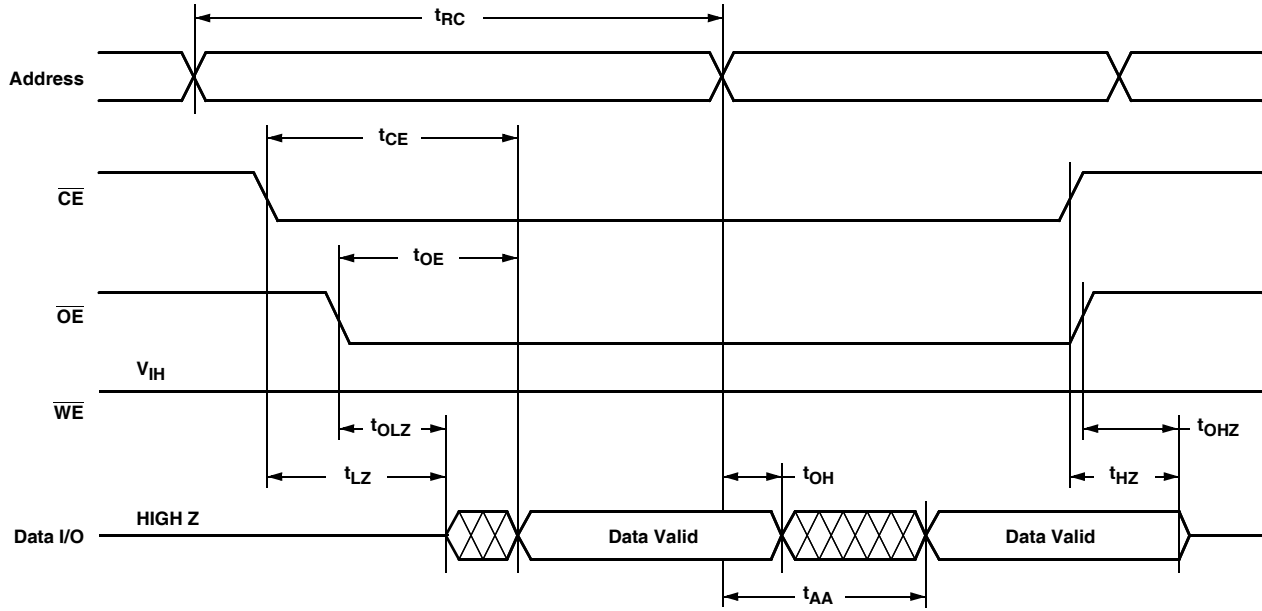 tRC
Address
tCE
CE
tOE
OE
VIH
WE
tOLZ
tOHZ
tLZ
tOH
tHZ
HIGH Z
Data I/O
Data Valid
Data Valid
tAA